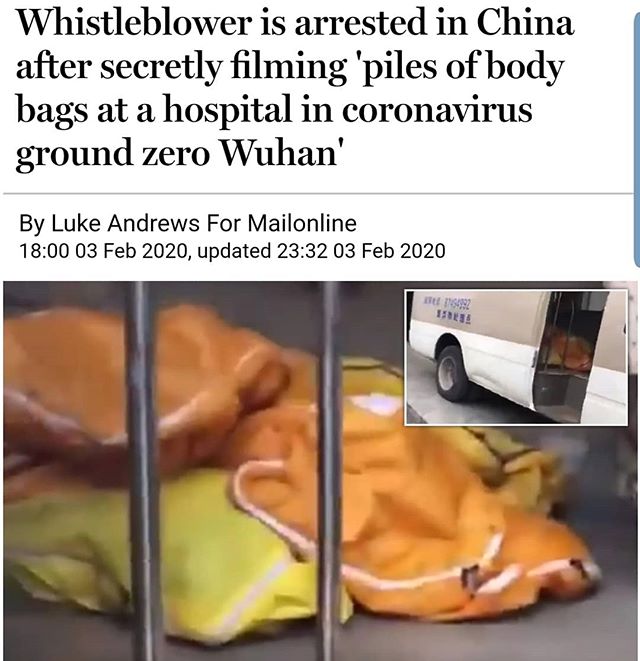 Whistleblower is arrested in China
after secretly filming 'piles of body
bags at a hospital in coronavirus
ground zero Wuhan'
By Luke Andrews For Mailonline
18:00 03 Feb 2020, updated 23:32 03 Feb 2020